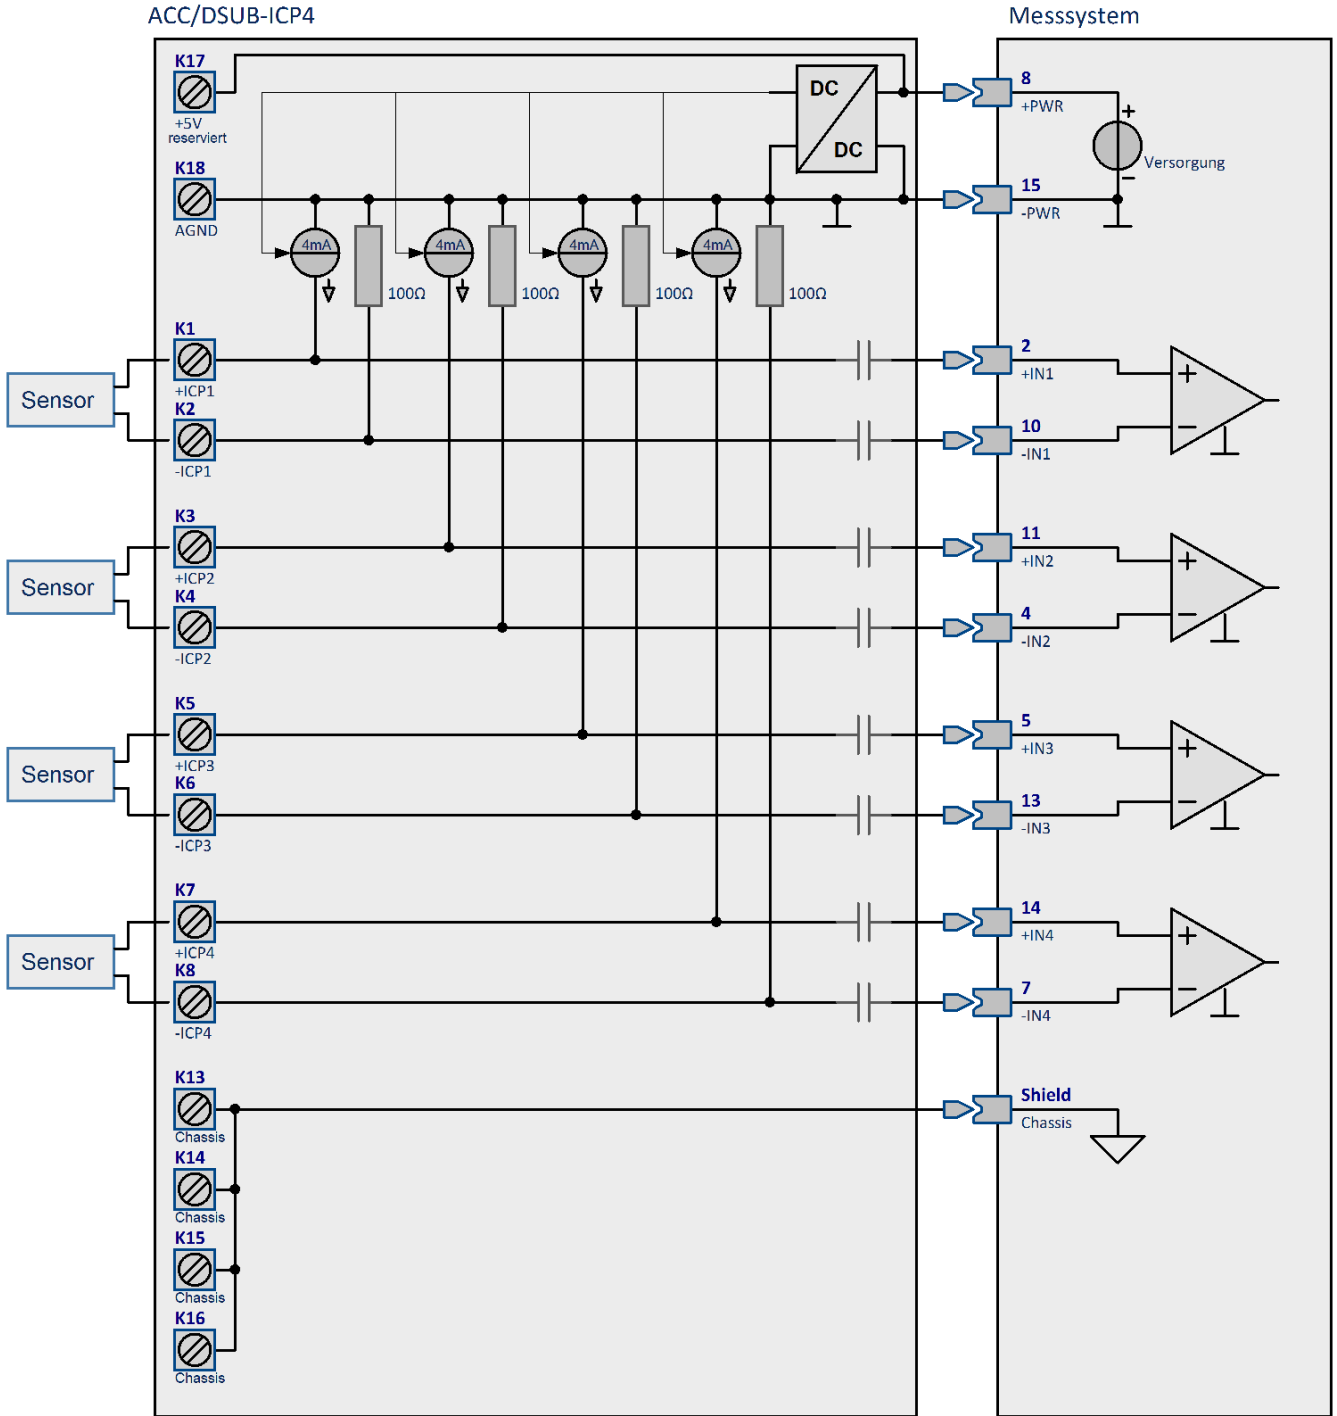 ACC/DSUB-ICP4
Messsystem
K17
+5V
reserviert
DC
DC
8
+PWR
+
Versorgung
−
K18
AGND
15
-PWR
4mA
4mA
4mA
4mA
100Ω
100Ω
100Ω
100Ω
Sensor
K1
+ICP1
K2
-ICP1
2
+IN1
10
-IN1
+
−
Sensor
K3
+ICP2
K4
-ICP2
11
+IN2
4
-IN2
+
−
Sensor
K5
+ICP3
K6
-ICP3
5
+IN3
13
-IN3
+
−
Sensor
K7
+ICP4
K8
-ICP4
14
+IN4
7
-IN4
+
−
K13
Chassis
Shield
Chassis
K14
Chassis
K15
Chassis
K16
Chassis